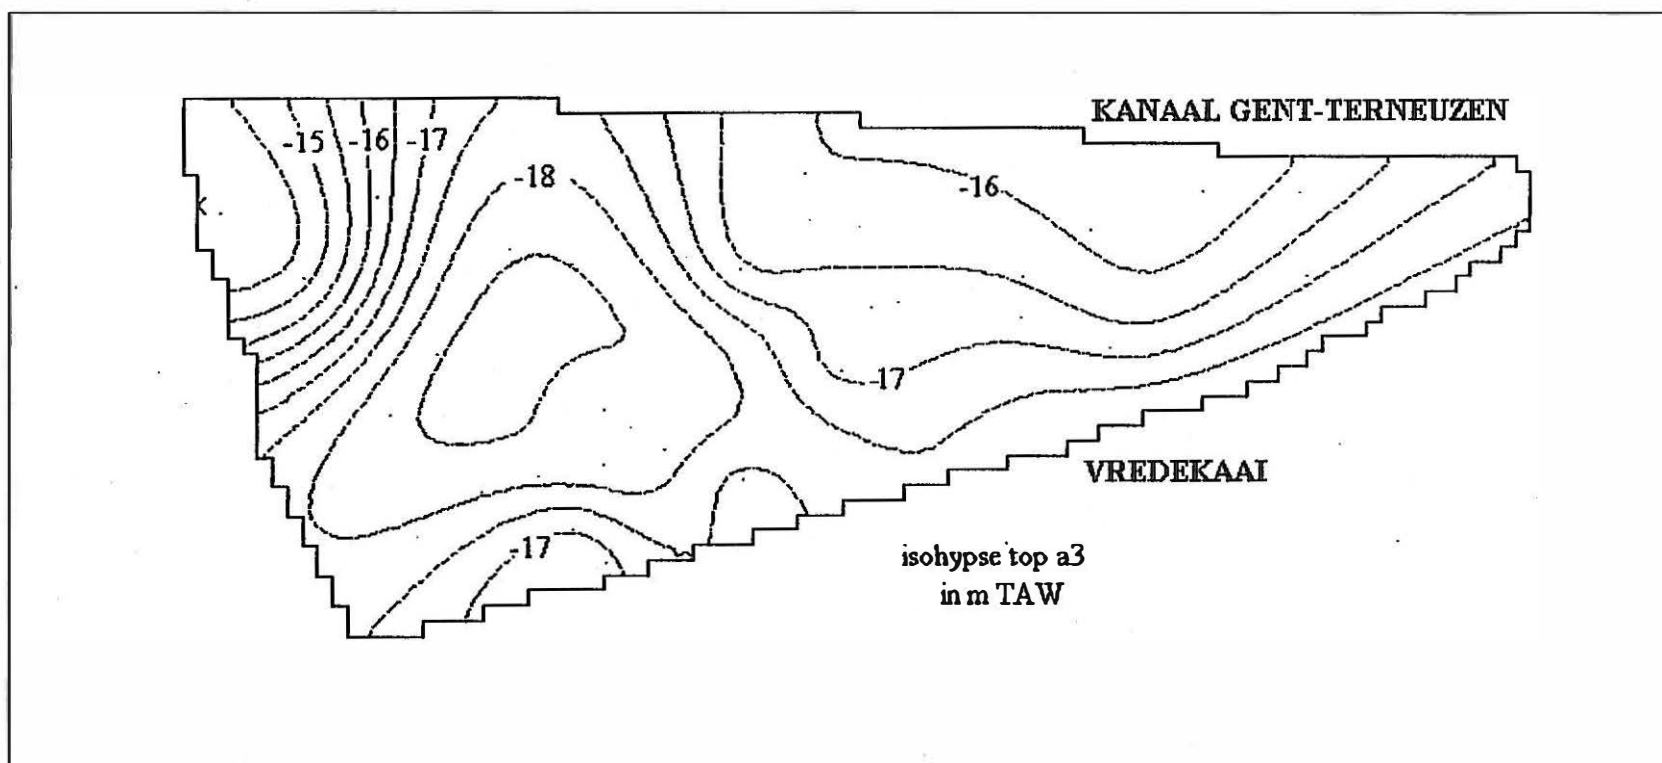 KANAAL GENT-TERNEUZEN
-15 -16 -17
-18
-16
-17
VREDEKAAI
-17
isohypse top a3
in m TAW